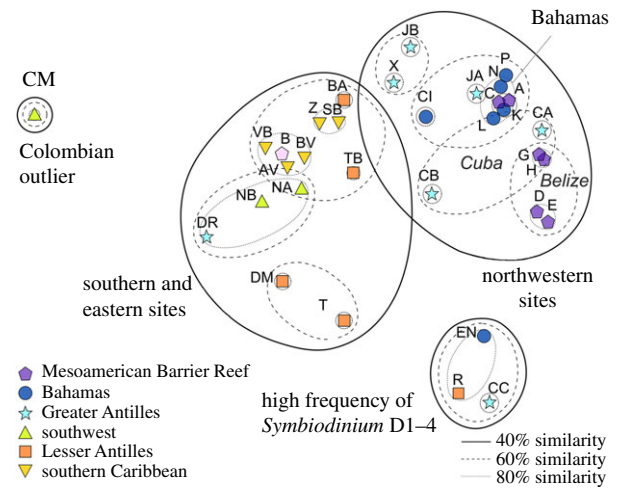 Bahamas
JB
X
P
N
JA
A
C
K
CI
L
CA
G
H
Cuba
Belize
CB
D
E
CM
Colombian
outlier
BA
Z
SB
VB
B
BV
AV
TB
NA
NB
DR
DM
T
southern and
eastern sites
northwestern
sites
EN
R
CC
high frequency of
Symbiodinium D1–4
Mesoamerican Barrier Reef
Bahamas
Greater Antilles
southwest
Lesser Antilles
southern Caribbean
40% similarity
60% similarity
80% similarity